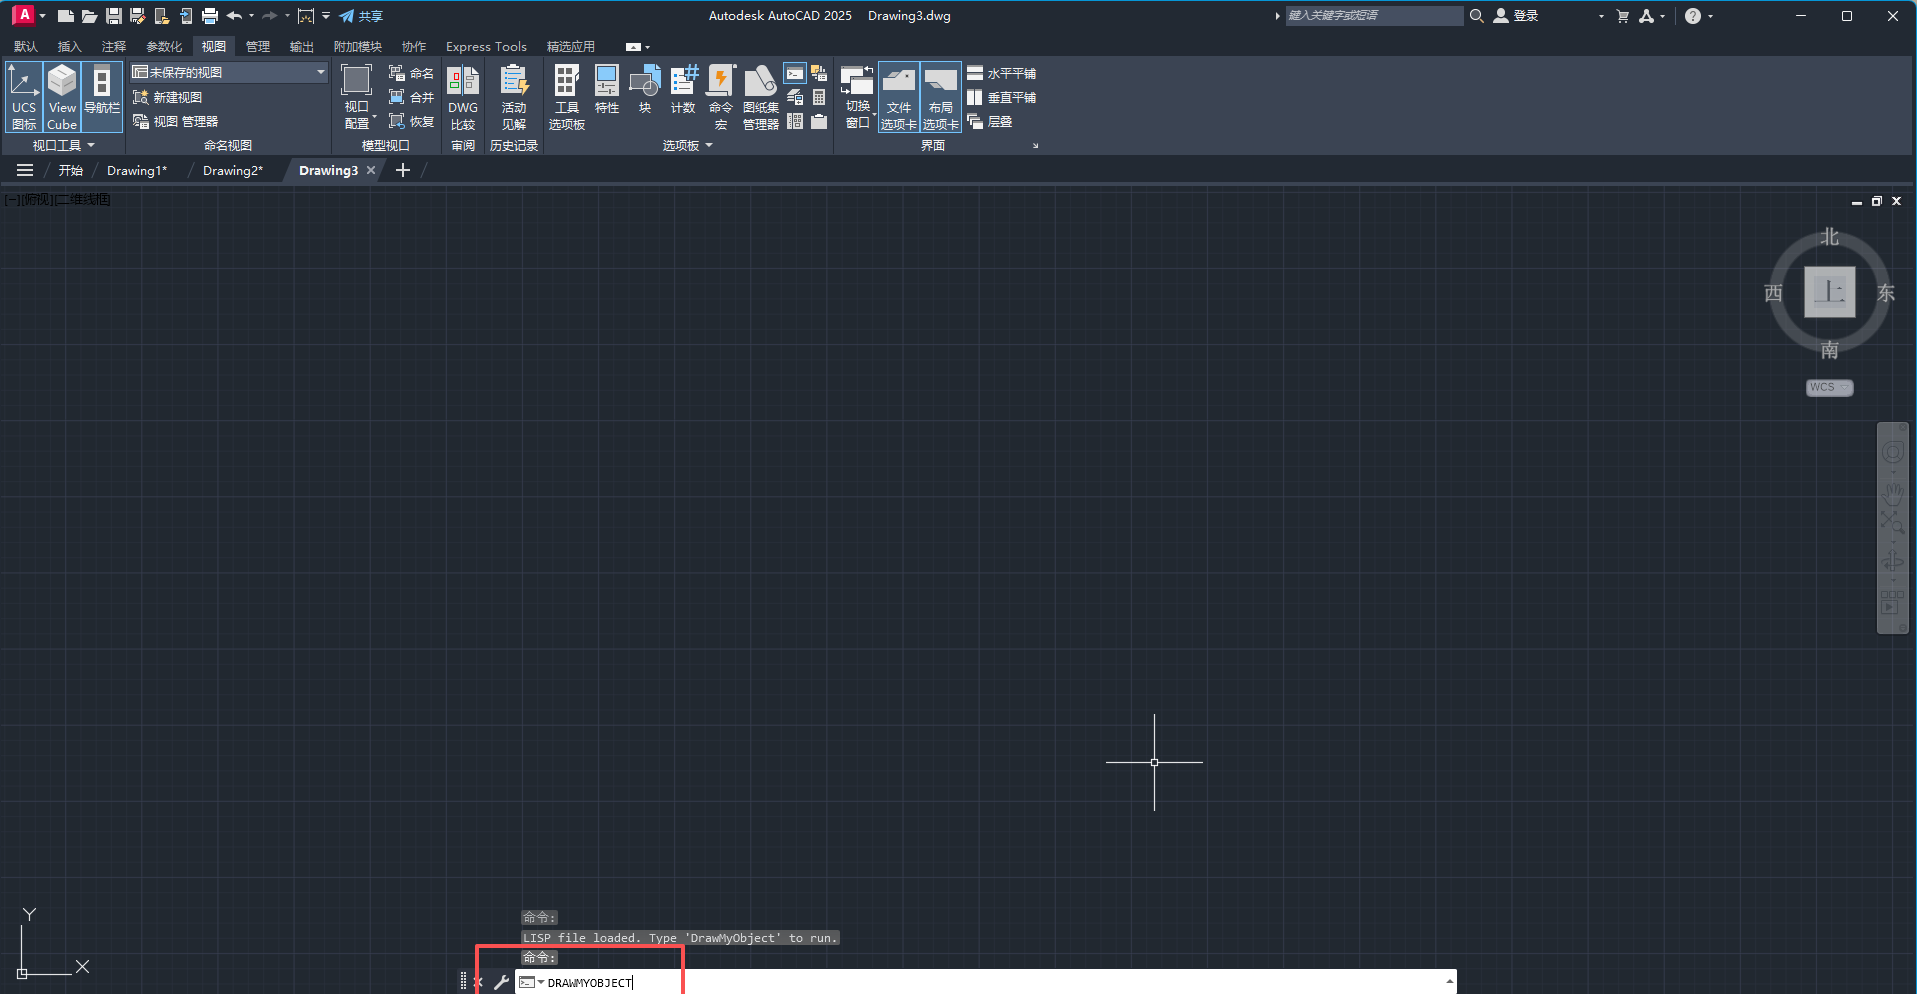 A 共享 Autodesk AutoCAD 2025 Drawing3.dwg 键入关键字或短语 登录
默认 插入 注释 参数化 视图 管理 输出 附加模块 协作 Express Tools 精选应用
UCS
图标
View
Cube
导航栏
视口工具
未保存的视图
新建视图
视图 管理器
命名视图
视口
配置
命名
合并
恢复
模型视口
DWG
比较
审阅
活动
见解
历史记录
工具
选项板
特性
块
计数
命令
宏
图纸集
管理器
选项板
切换
窗口
文件
选项卡
布局
选项卡
水平平铺
垂直平铺
层叠
界面
开始 Drawing1* Drawing2* Drawing3
[−][俯视][二维线框]
北
西 上 东
南
WCS
Y
X
命令:
LISP file loaded. Type 'DrawMyObject' to run.
命令:
DRAWMYOBJECT